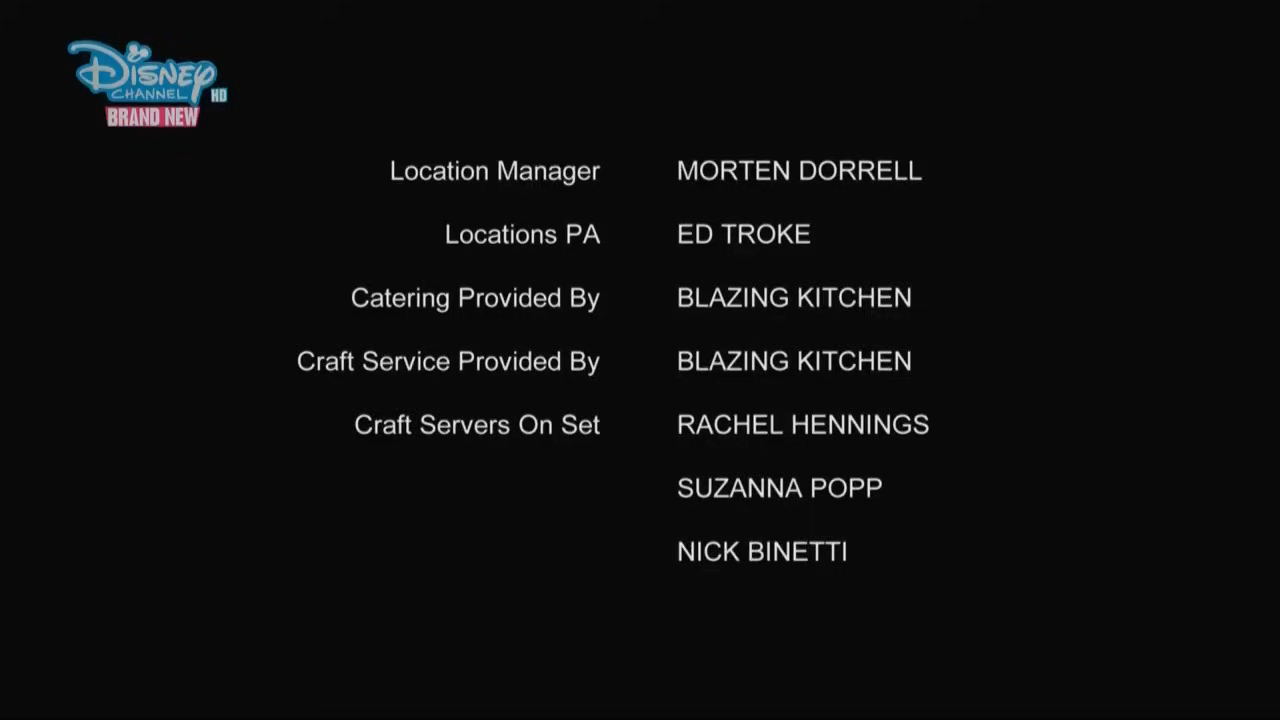 Disney
CHANNEL HD
BRAND NEW
Location Manager MORTEN DORRELL
Locations PA ED TROKE
Catering Provided By BLAZING KITCHEN
Craft Service Provided By BLAZING KITCHEN
Craft Servers On Set RACHEL HENNINGS
SUZANNA POPP
NICK BINETTI